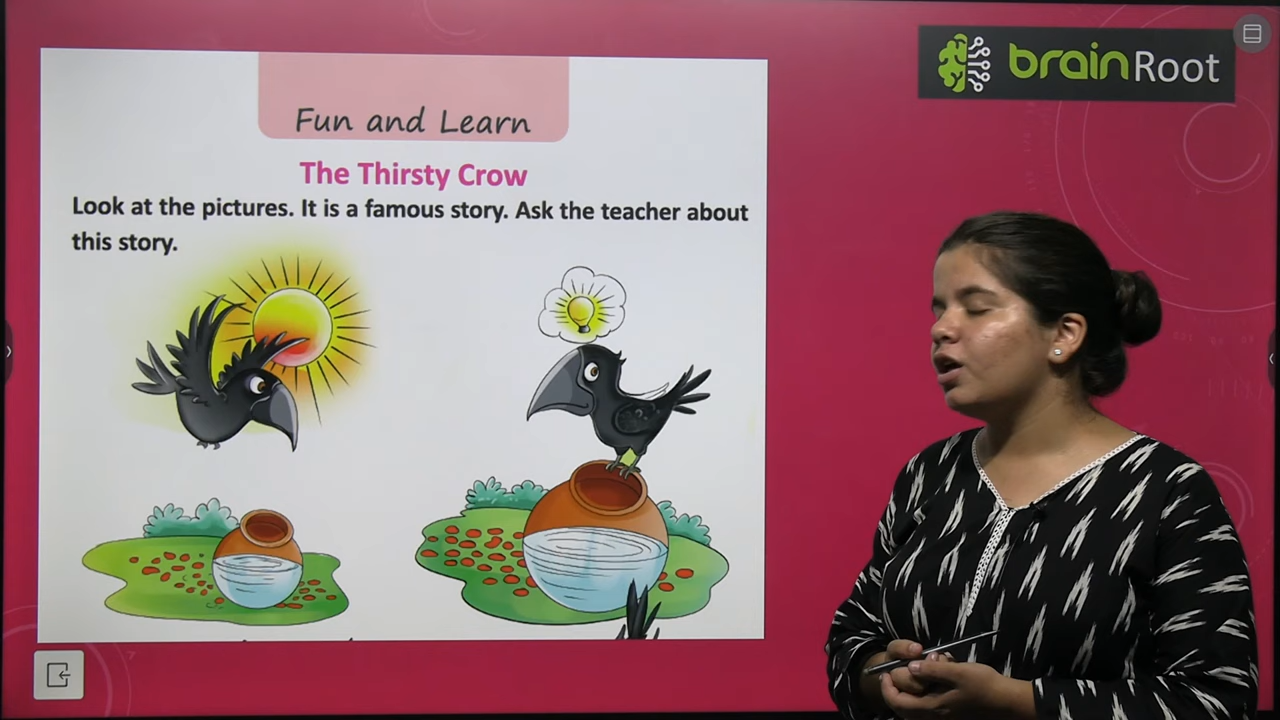 brainRoot
Fun and Learn
The Thirsty Crow
Look at the pictures. It is a famous story. Ask the teacher about
this story.